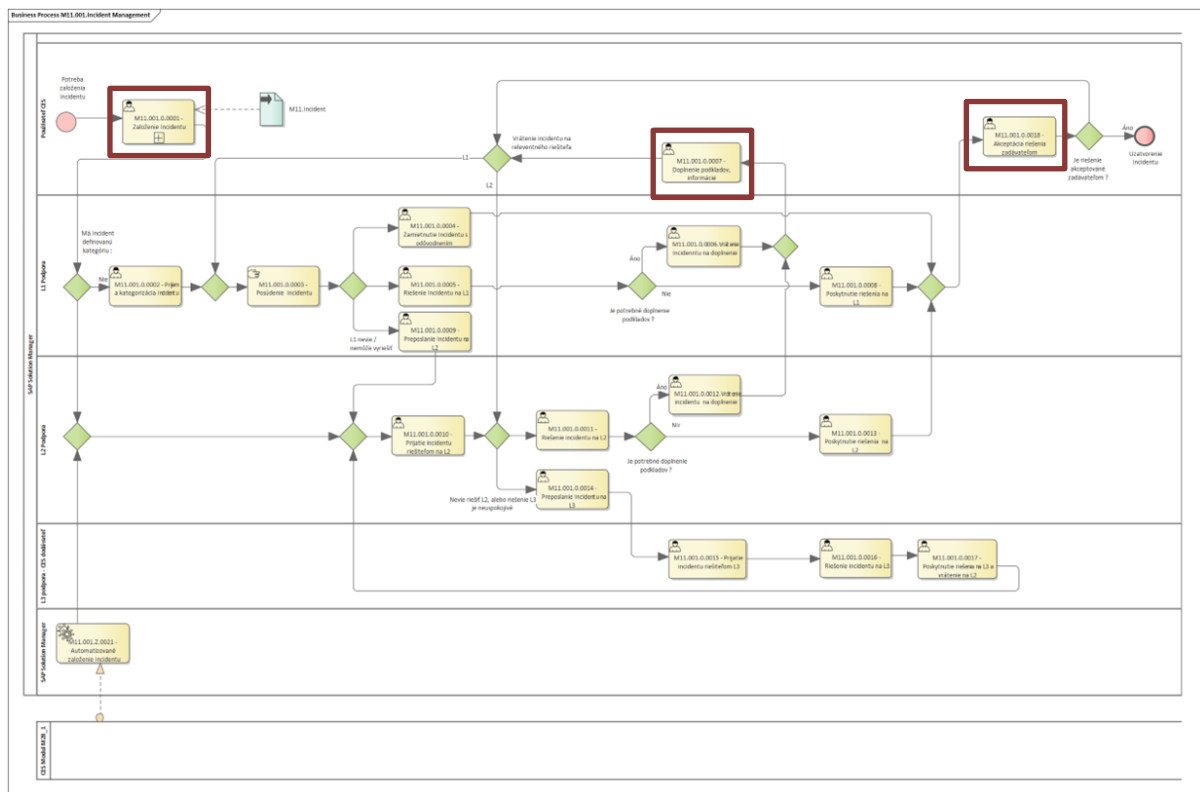 Business Process M11.001.Incident Management
SAP Solution Manager
Používateľ CES
Potreba
založenia
incidentu
M11.001.0.0001 -
Založenie incidentu
M11.Incident
Vrátenie incidentu na
releventného riešiteľa
L1
L2
M11.001.0.0007 -
Doplnenie podkladov,
informácie
M11.001.0.0018 -
Akceptácia riešenia
zadávateľom
Áno
Je riešenie
akceptované
zadávateľom ?
Uzatvorenie
Incidentu
L1 Podpora
Má incident
definovanú
kategóriu :
Nie
M11.001.0.0002 - Príjem
a kategorizácia incidentu
M11.001.0.0003 -
Posúdenie incidentu
M11.001.0.0004 -
Zamietnutie incidentu s
odôvodnením
M11.001.0.0005 -
Riešenie incidentu na L1
L1 nevie /
nemôže vyriešiť
M11.001.0.0009 -
Preposlanie incidentu na
L2
Áno
M11.001.0.0006.Vrátenie
incidentu na doplnenie
Nie
Je potrebné doplnenie
podkladov ?
M11.001.0.0008 -
Poskytnutie riešenia na
L1
L2 Podpora
M11.001.0.0010 -
Prijatie incidentu
riešiteľom na L2
M11.001.0.0011 -
Riešenie incidentu na L2
Áno
M11.001.0.0012.Vrátenie
incidentu na doplnenie
Je potrebné doplnenie
podkladov ?
M11.001.0.0013 -
Poskytnutie riešenia na
L2
Nevie riešiť L2, alebo riešenie L3
je neuspokojivé
M11.001.0.0014 -
Preposlanie incidentu na
L3
L3 podpora - CES dodávateľ
M11.001.0.0015 - Prijatie
incidentu riešiteľom L3
M11.001.0.0016 -
Riešenie incidentu na L3
M11.001.0.0017 -
Poskytnutie riešenia na L3 a
vrátenie na L2
SAP Solution Manager
M11.001.2.0021 -
Automatizované
založenie incidentu
CES Modul M28_1